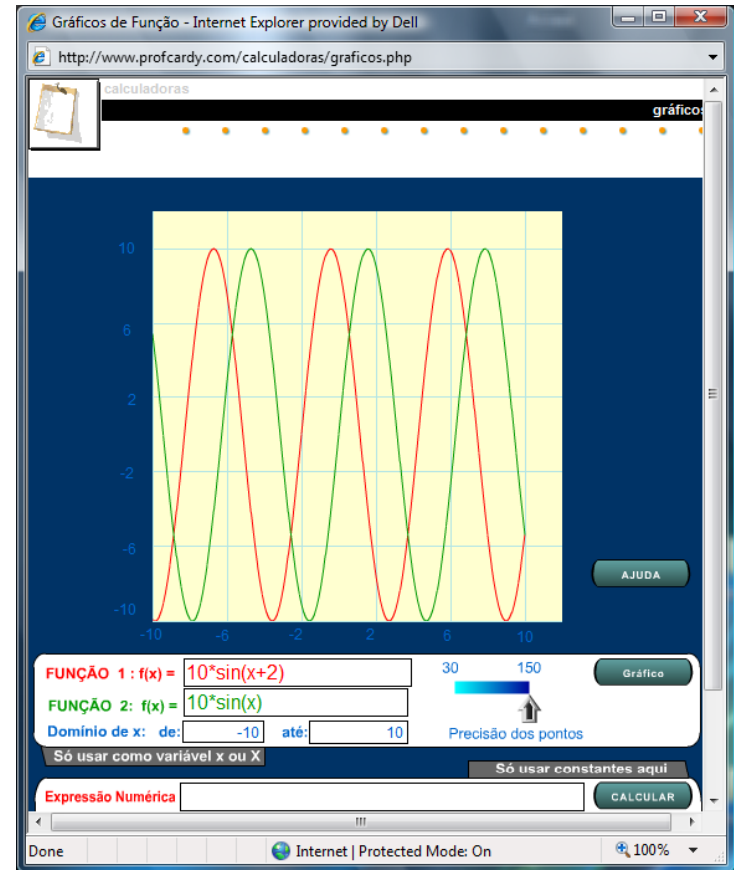 Gráficos de Função - Internet Explorer provided by Dell
http://www.profcardy.com/calculadoras/graficos.php
calculadoras
gráficos
10
6
2
-2
-6
-10
-10 -6 -2 2 6 10
AJUDA
FUNÇÃO 1 : f(x) = 10*sin(x+2)
30 150
Gráfico
FUNÇÃO 2: f(x) = 10*sin(x)
Domínio de x: de: -10 até: 10
Precisão dos pontos
Só usar como variável x ou X
Só usar constantes aqui
Expressão Numérica
CALCULAR
Done
Internet | Protected Mode: On
100%